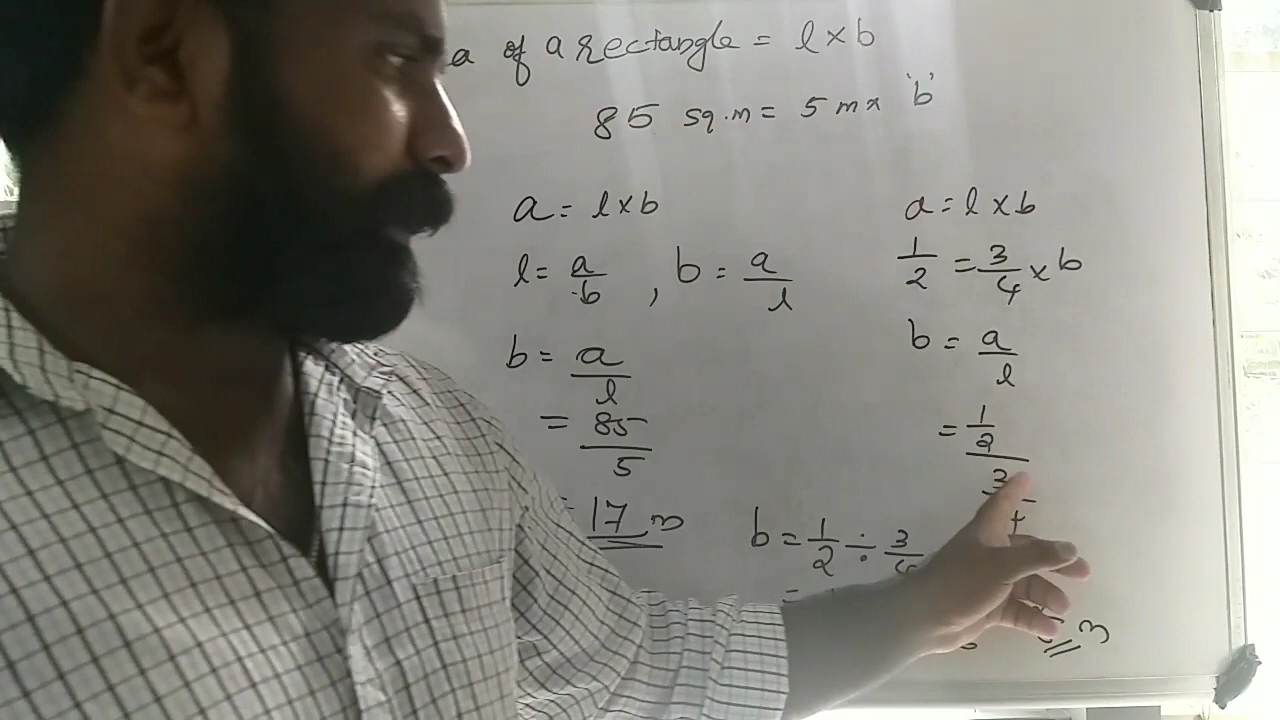 a of a rectangle = l × b
85 sq.m = 5 m × 'b'
a = l × b
l = a/b , b = a/l
b = a/l
= 85/5
= 17 m
a = l × b
1/2 = 3/4 × b
b = a/l
= 1/2 / 3
b = 1/2 ÷ 3/4
=